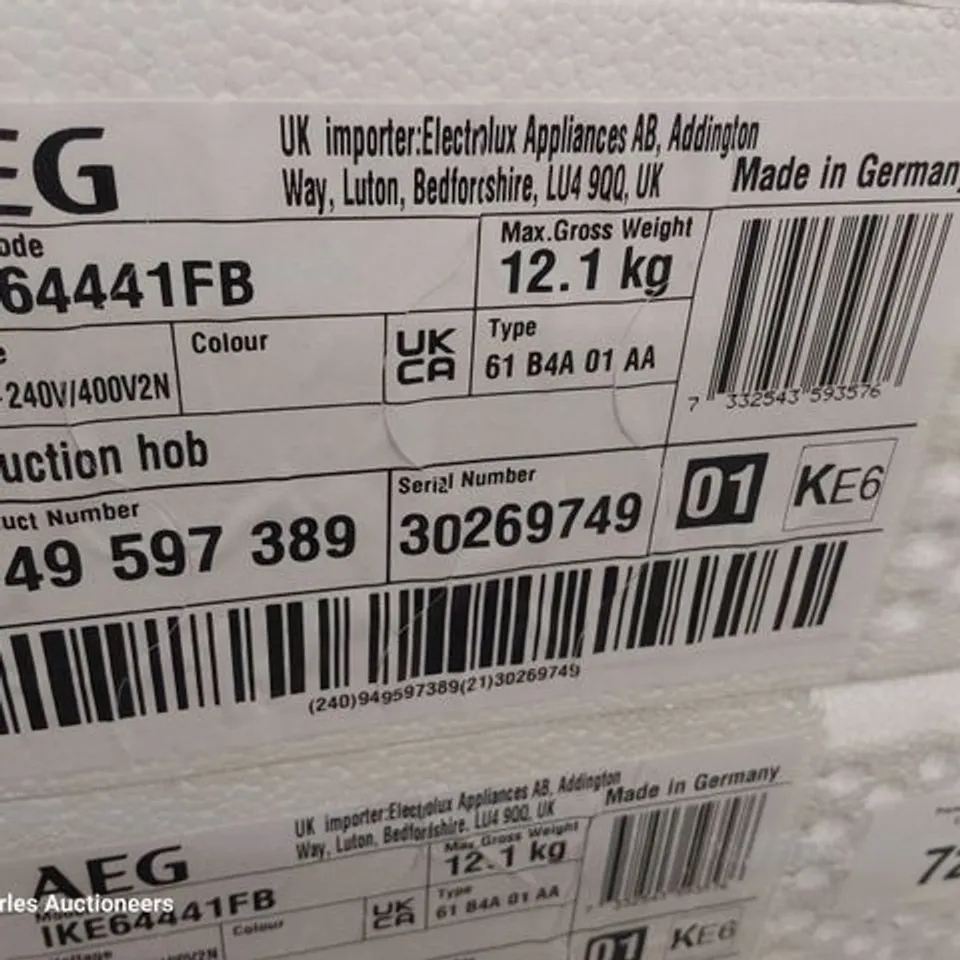 EG
UK importer:Electrolux Appliances AB, Addington
Way, Luton, Bedfordshire, LU4 9QQ, UK
Made in Germany
ode
64441FB
Max.Gross Weight
12.1 kg
e
-240V/400V2N
Colour
UK
CA
Type
61 B4A 01 AA
7 332543 593576
uction hob
uct Number
49 597 389
Serial Number
30269749
01
KE6
(240)949597389(21)30269749
UK importer:Electrolux Appliances AB, Addington
Way, Luton, Bedfordshire, LU4 9QQ, UK
Made in Germany
AEG
Max.Gross Weight
12.1 kg
rles Auctioneers
IKE64441FB
Colour
UK
CA
Type
61 B4A 01 AA
01
KE6
72